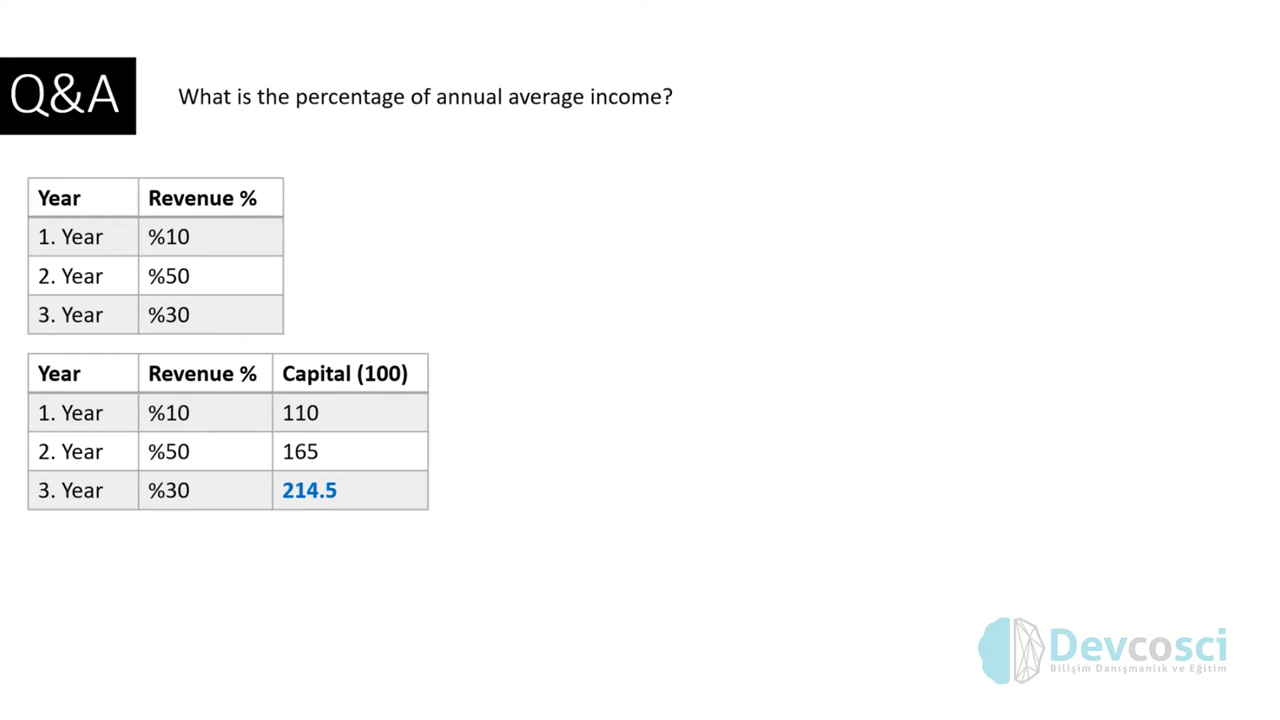 Q&A
What is the percentage of annual average income?
Year Revenue %
1. Year %10
2. Year %50
3. Year %30
Year Revenue % Capital (100)
1. Year %10 110
2. Year %50 165
3. Year %30 214.5
Devcosci
Bilişim Danışmanlık ve Eğitim